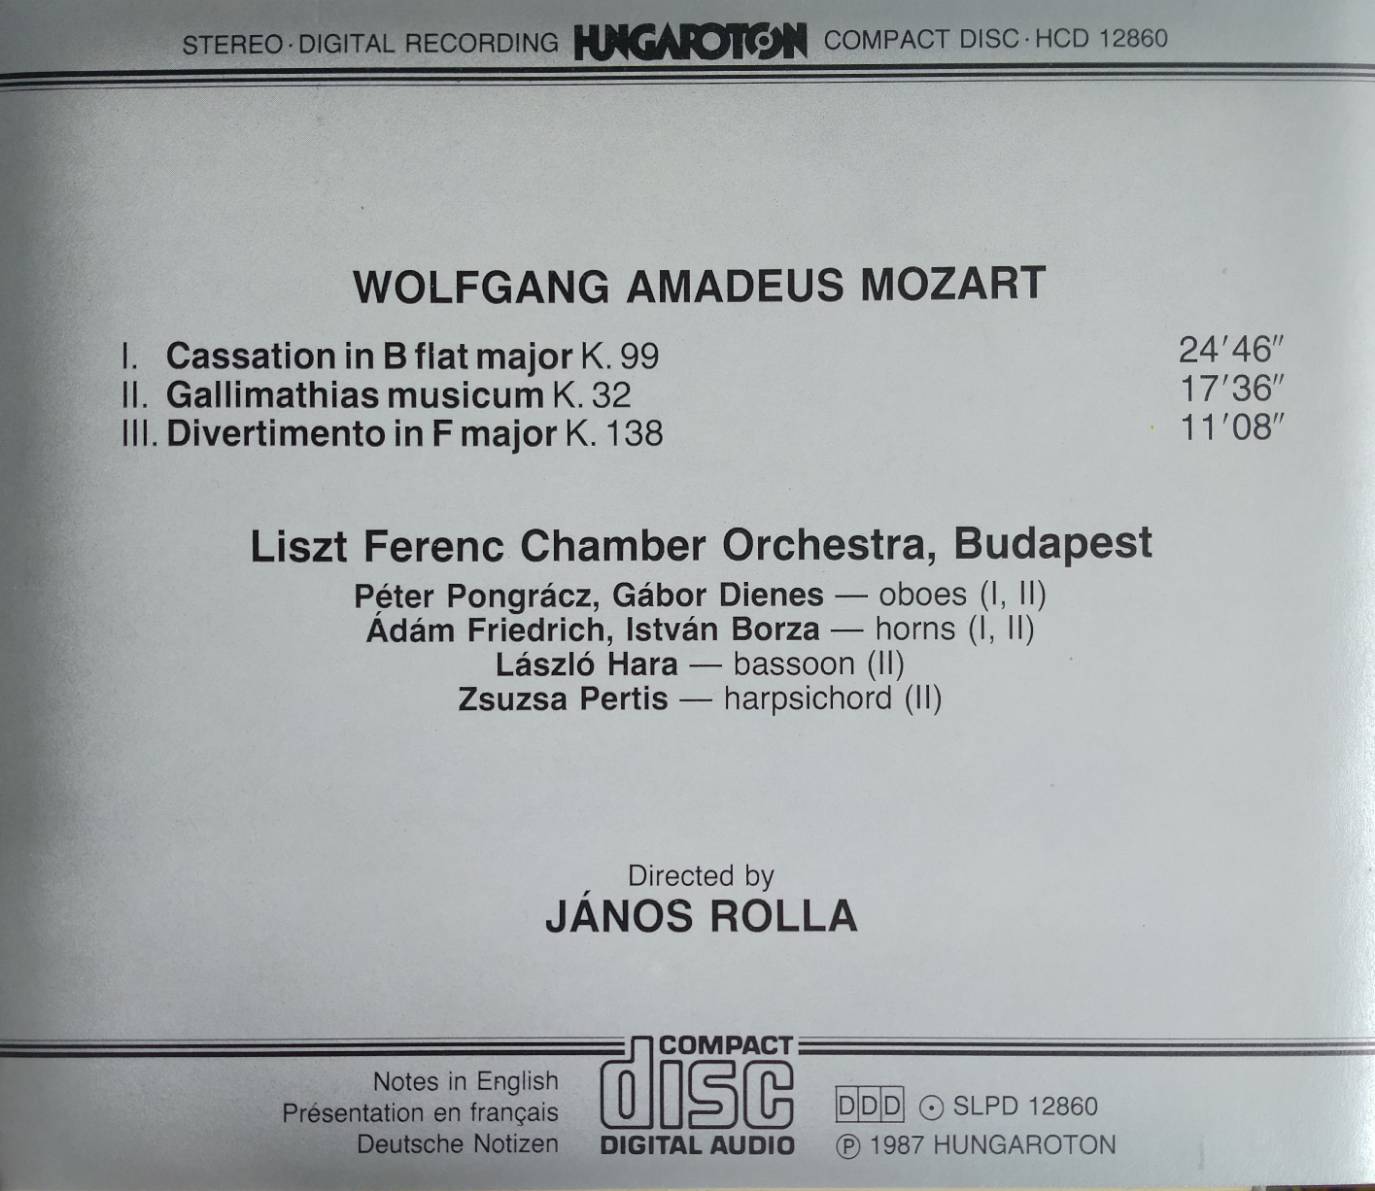 STEREO · DIGITAL RECORDING HUNGAROTON COMPACT DISC · HCD 12860
WOLFGANG AMADEUS MOZART
I. Cassation in B flat major K. 99 24′46″
II. Gallimathias musicum K. 32 17′36″
III. Divertimento in F major K. 138 11′08″
Liszt Ferenc Chamber Orchestra, Budapest
Péter Pongrácz, Gábor Dienes — oboes (I, II)
Ádám Friedrich, István Borza — horns (I, II)
László Hara — bassoon (II)
Zsuzsa Pertis — harpsichord (II)
Directed by
JÁNOS ROLLA
Notes in English
Présentation en français
Deutsche Notizen
COMPACT
disc
DIGITAL AUDIO
DDD ⊙ SLPD 12860
℗ 1987 HUNGAROTON